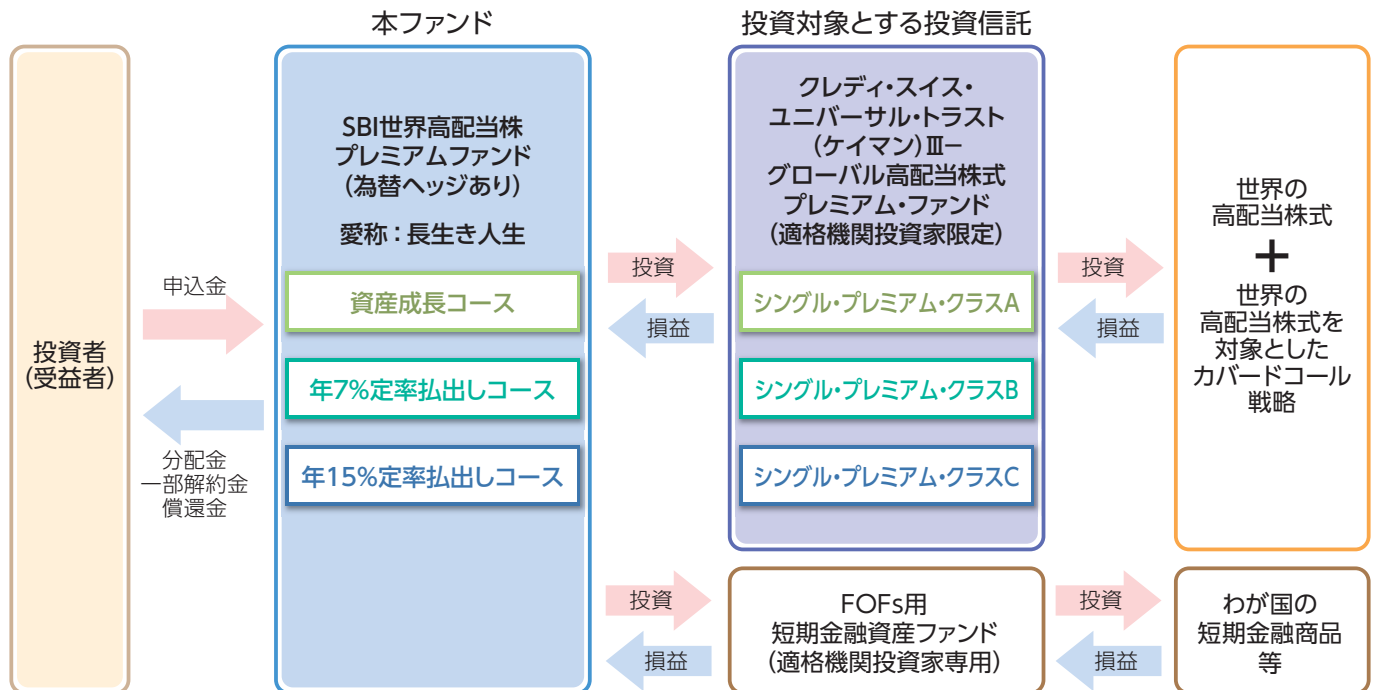 本ファンド
投資対象とする投資信託
投資者
(受益者)
申込金
分配金
一部解約金
償還金
SBI世界高配当株
プレミアムファンド
(為替ヘッジあり)
愛称：長生き人生
資産成長コース
年7%定率払出しコース
年15%定率払出しコース
投資
損益
クレディ・スイス・
ユニバーサル・トラスト
(ケイマン)Ⅲー
グローバル高配当株式
プレミアム・ファンド
(適格機関投資家限定)
シングル・プレミアム・クラスA
シングル・プレミアム・クラスB
シングル・プレミアム・クラスC
投資
損益
世界の
高配当株式
＋
世界の
高配当株式を
対象とした
カバードコール
戦略
投資
損益
FOFs用
短期金融資産ファンド
(適格機関投資家専用)
投資
損益
わが国の
短期金融商品
等